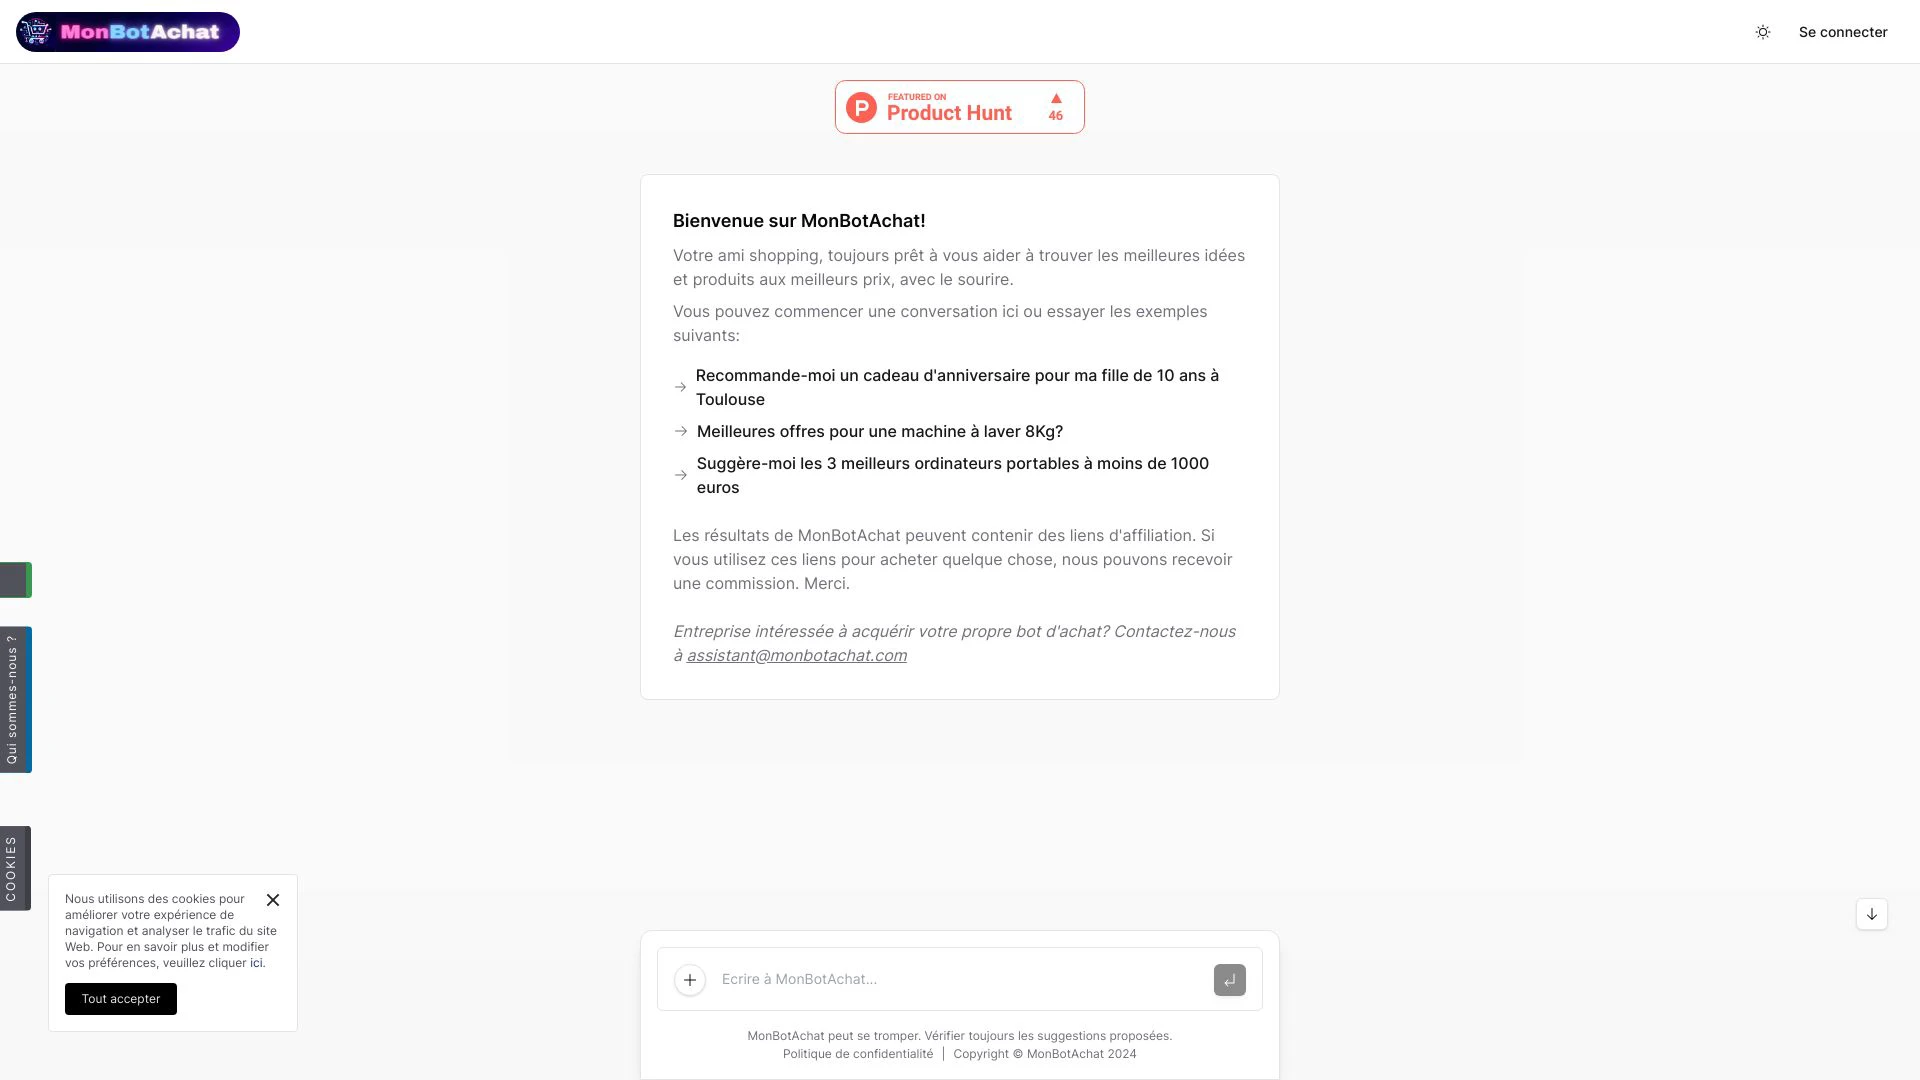 MonBotAchat
Se connecter
FEATURED ON
Product Hunt
46
Bienvenue sur MonBotAchat!
Votre ami shopping, toujours prêt à vous aider à trouver les meilleures idées
et produits aux meilleurs prix, avec le sourire.
Vous pouvez commencer une conversation ici ou essayer les exemples
suivants:
Recommande-moi un cadeau d'anniversaire pour ma fille de 10 ans à
Toulouse
Meilleures offres pour une machine à laver 8Kg?
Suggère-moi les 3 meilleurs ordinateurs portables à moins de 1000
euros
Les résultats de MonBotAchat peuvent contenir des liens d'affiliation. Si
vous utilisez ces liens pour acheter quelque chose, nous pouvons recevoir
une commission. Merci.
Entreprise intéressée à acquérir votre propre bot d'achat? Contactez-nous
à assistant@monbotachat.com
Qui sommes-nous ?
COOKIES
Nous utilisons des cookies pour
améliorer votre expérience de
navigation et analyser le trafic du site
Web. Pour en savoir plus et modifier
vos préférences, veuillez cliquer ici.
Tout accepter
Ecrire à MonBotAchat...
MonBotAchat peut se tromper. Vérifier toujours les suggestions proposées.
Politique de confidentialité | Copyright © MonBotAchat 2024